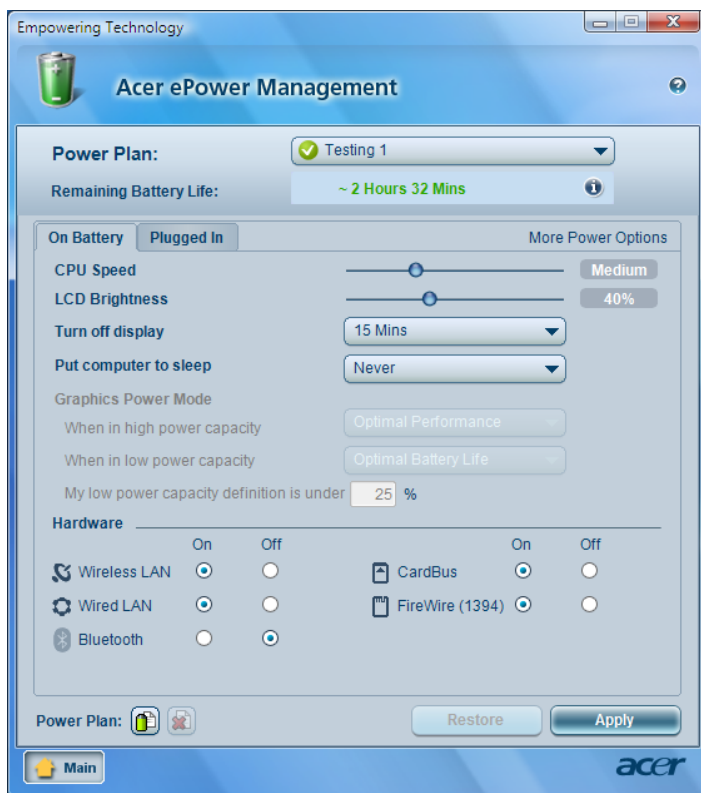 Empowering Technology
Acer ePower Management
Power Plan: Testing 1
Remaining Battery Life: ~ 2 Hours 32 Mins
On Battery Plugged In More Power Options
CPU Speed Medium
LCD Brightness 40%
Turn off display 15 Mins
Put computer to sleep Never
Graphics Power Mode
When in high power capacity Optimal Performance
When in low power capacity Optimal Battery Life
My low power capacity definition is under 25 %
Hardware
On Off On Off
Wireless LAN CardBus
Wired LAN FireWire (1394)
Bluetooth
Power Plan: Restore Apply
Main acer